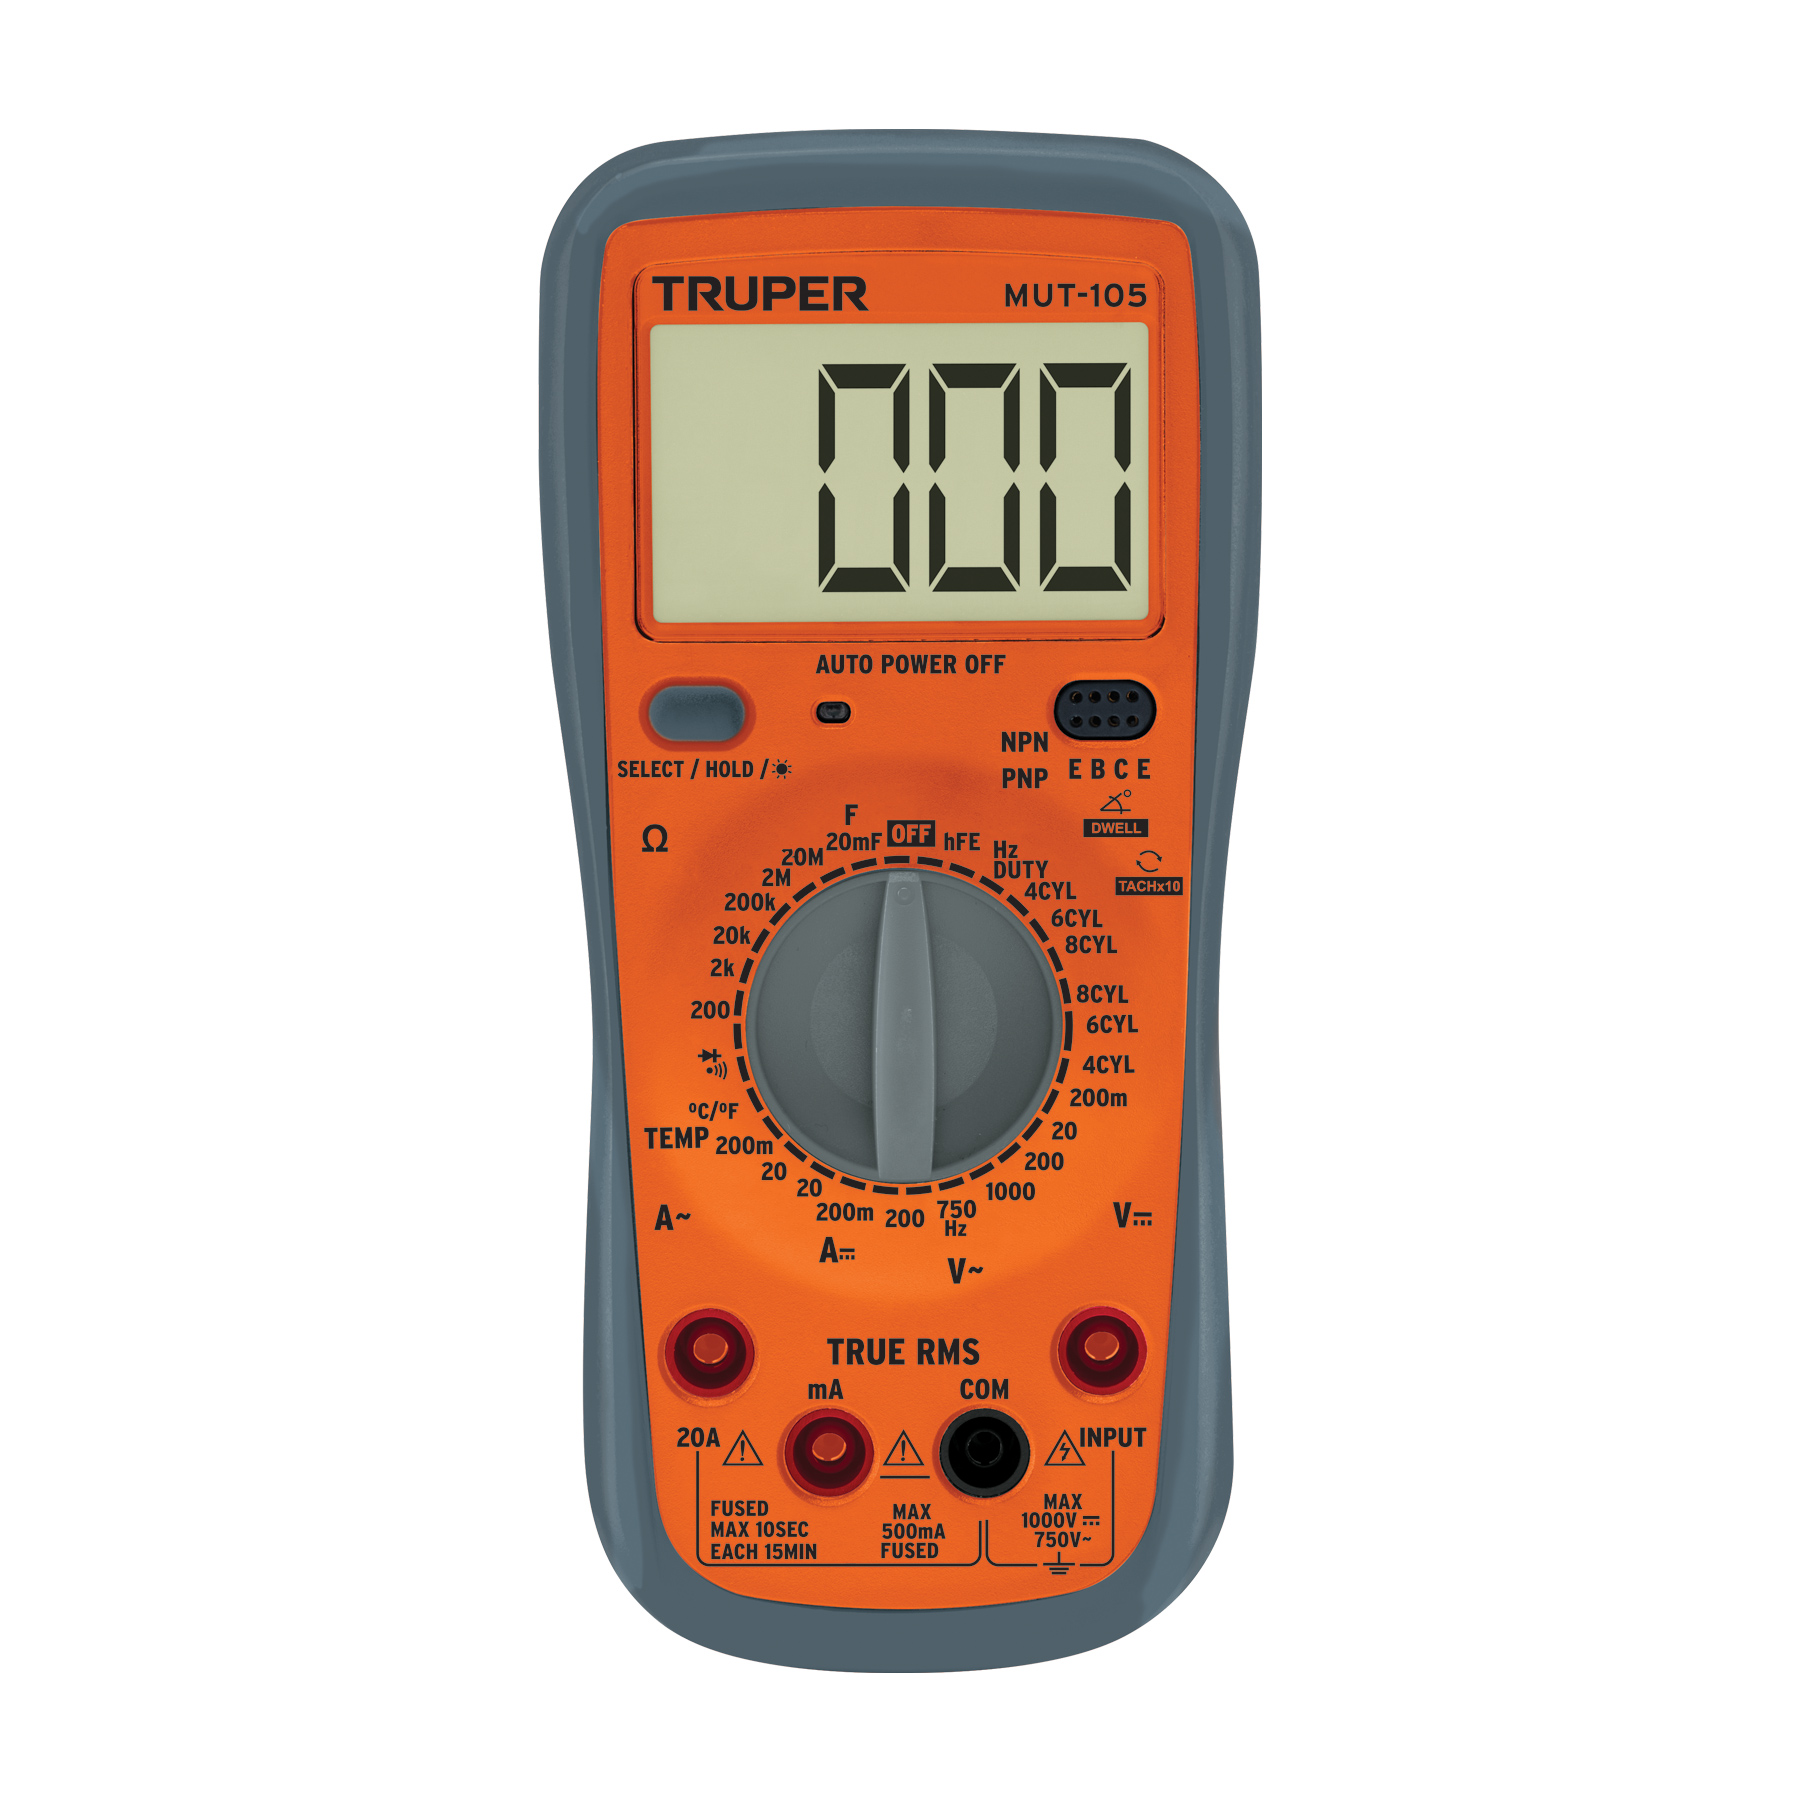 TRUPER
MUT-105
000
AUTO POWER OFF
SELECT / HOLD /
NPN
PNP
E B C E
DWELL
TACHx10
Ω
F
20mF
OFF
hFE
Hz
DUTY
4CYL
6CYL
8CYL
8CYL
6CYL
4CYL
200m
20
200
1000
V⎓
750
Hz
V~
200
200m
A⎓
20
20
200m
A~
TEMP
ºC/ºF
200
2k
20k
200k
2M
20M
TRUE RMS
mA
COM
20A
INPUT
FUSED
MAX 10SEC
EACH 15MIN
MAX
500mA
FUSED
MAX
1000V⎓
750V~